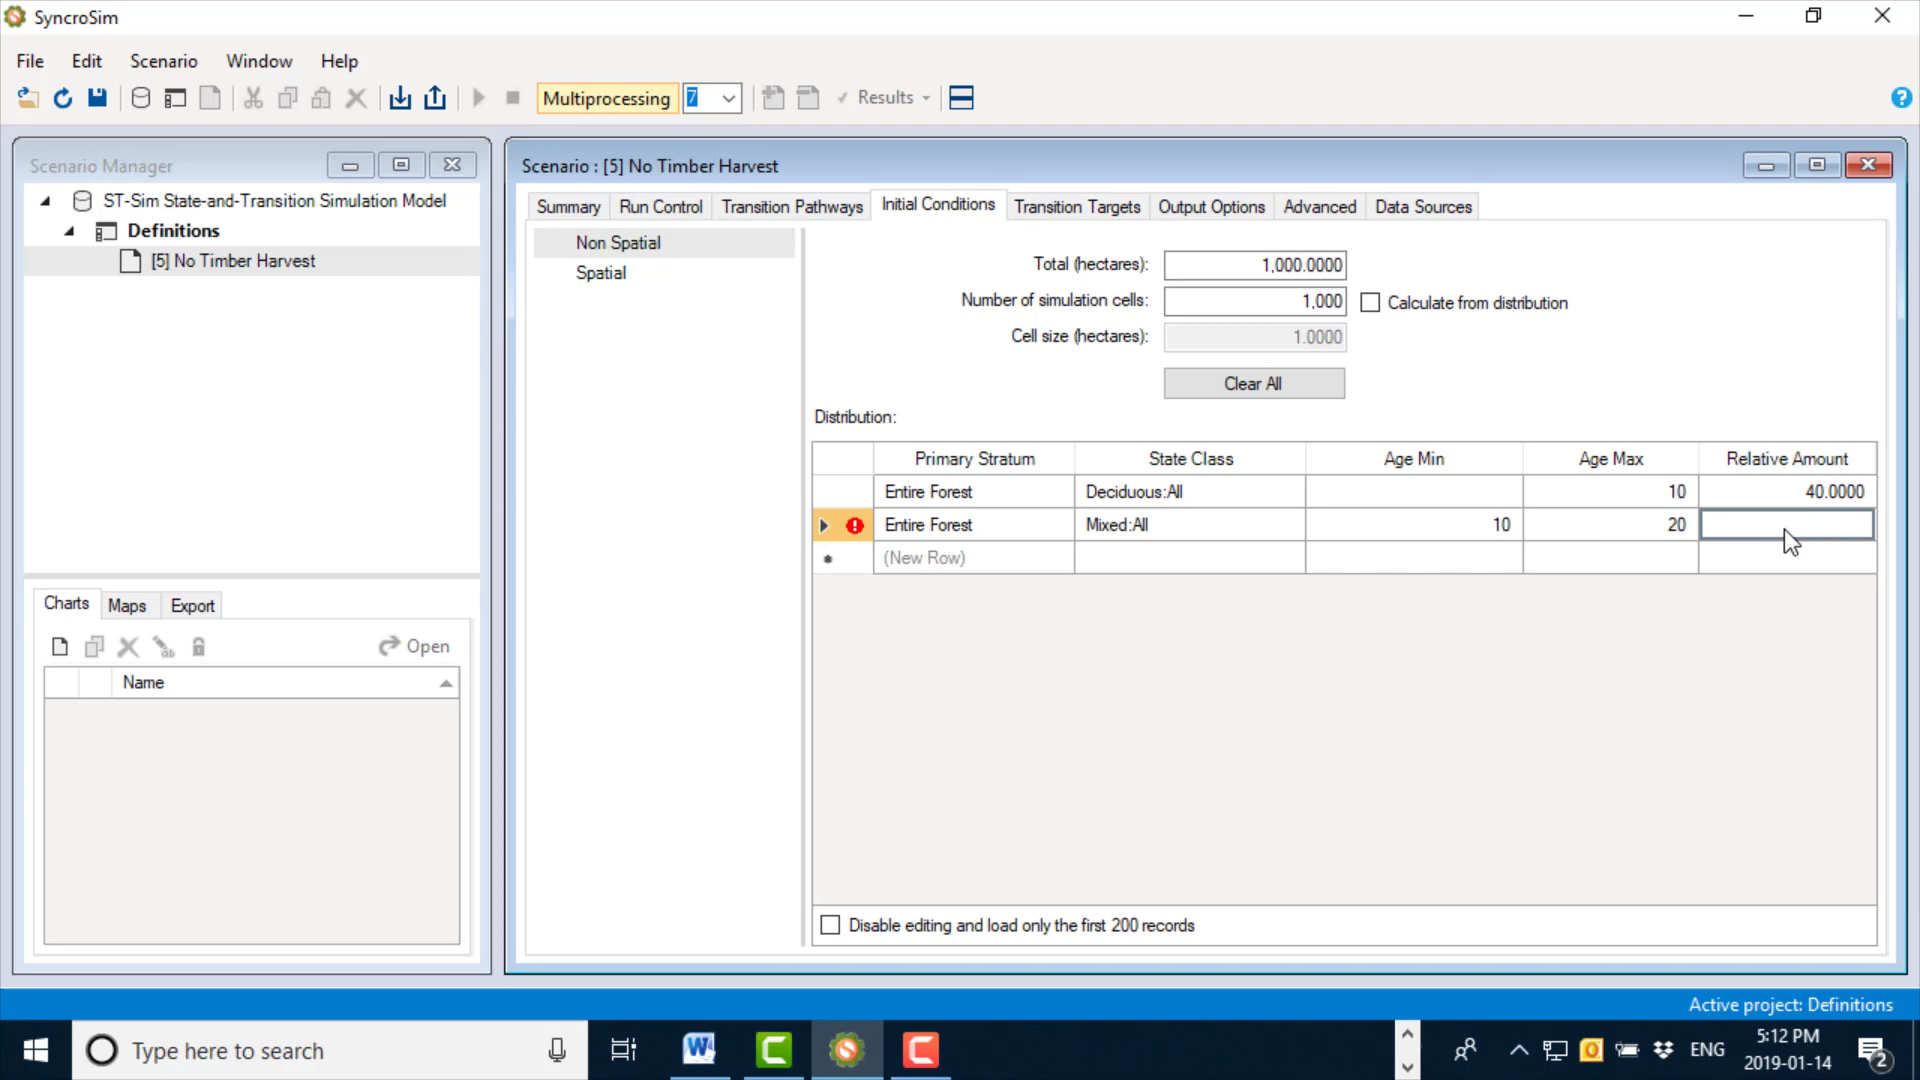 SyncroSim
File Edit Scenario Window Help
Multiprocessing 7 Results
Scenario Manager
ST-Sim State-and-Transition Simulation Model
Definitions
[5] No Timber Harvest
Charts Maps Export
Open
Name
Scenario : [5] No Timber Harvest
Summary Run Control Transition Pathways Initial Conditions Transition Targets Output Options Advanced Data Sources
Non Spatial
Spatial
Total (hectares): 1,000.0000
Number of simulation cells: 1,000 Calculate from distribution
Cell size (hectares): 1.0000
Clear All
Distribution:
Primary Stratum State Class Age Min Age Max Relative Amount
Entire Forest Deciduous:All 10 40.0000
Entire Forest Mixed:All 10 20
(New Row)
Disable editing and load only the first 200 records
Active project: Definitions
Type here to search
ENG
5:12 PM
2019-01-14
2